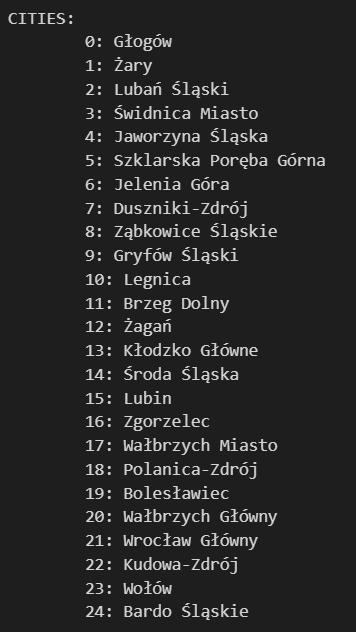 CITIES:
0: Głogów
1: Żary
2: Lubań Śląski
3: Świdnica Miasto
4: Jaworzyna Śląska
5: Szklarska Poręba Górna
6: Jelenia Góra
7: Duszniki-Zdrój
8: Ząbkowice Śląskie
9: Gryfów Śląski
10: Legnica
11: Brzeg Dolny
12: Żagań
13: Kłodzko Główne
14: Środa Śląska
15: Lubin
16: Zgorzelec
17: Wałbrzych Miasto
18: Polanica-Zdrój
19: Bolesławiec
20: Wałbrzych Główny
21: Wrocław Główny
22: Kudowa-Zdrój
23: Wołów
24: Bardo Śląskie